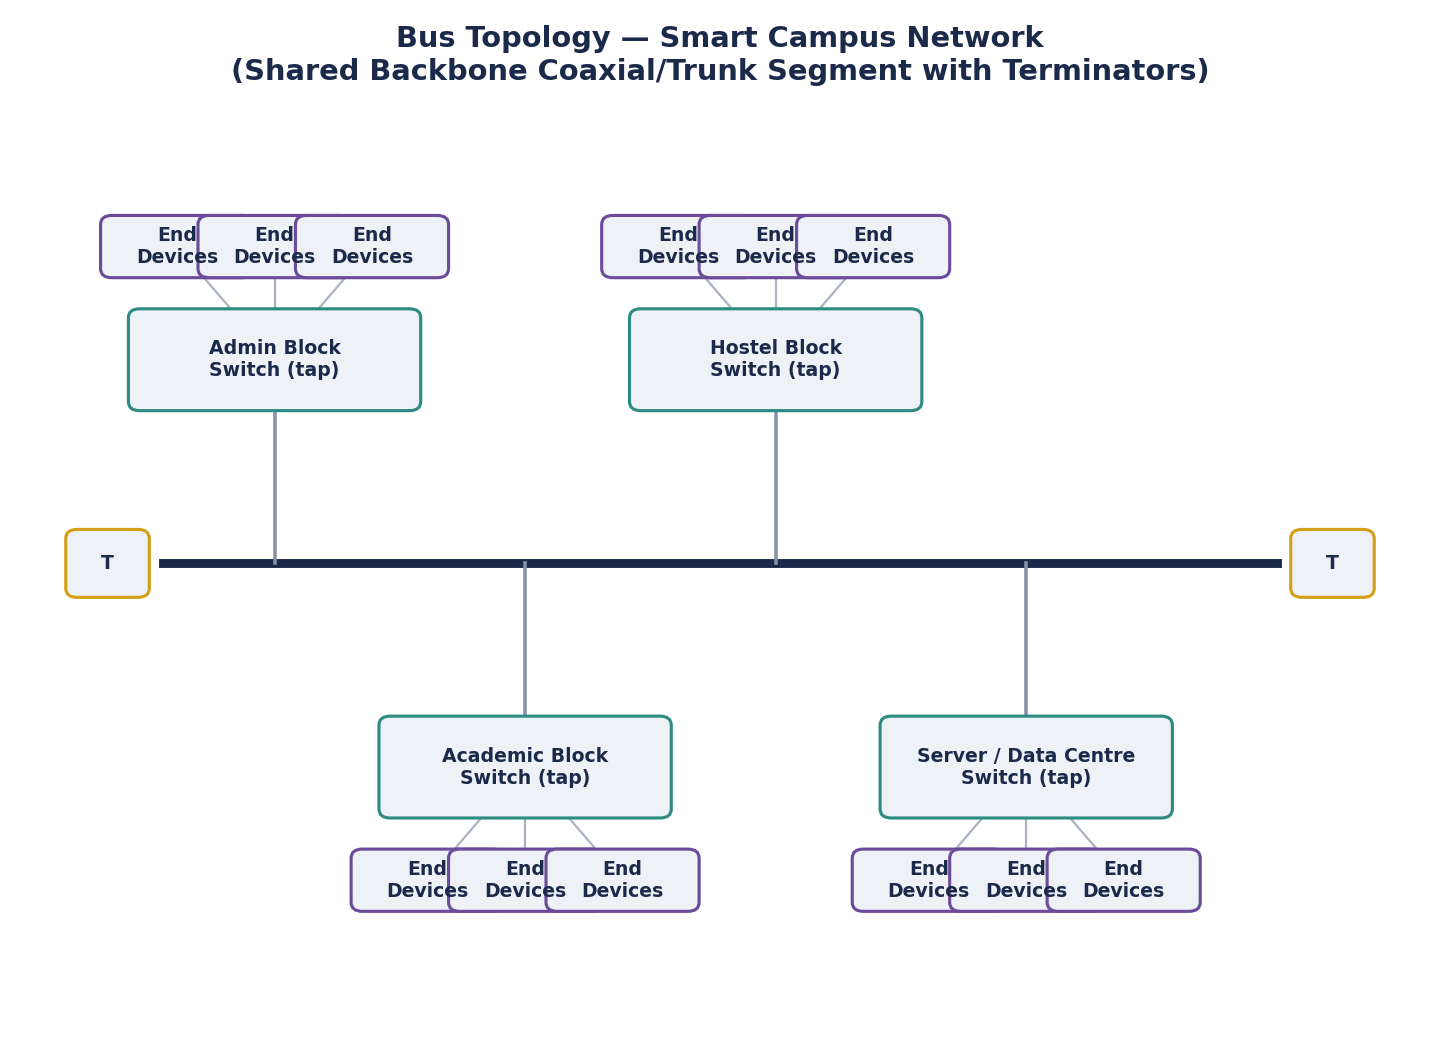 Bus Topology — Smart Campus Network
(Shared Backbone Coaxial/Trunk Segment with Terminators)
End
Devices
End
Devices
End
Devices
End
Devices
End
Devices
End
Devices
Admin Block
Switch (tap)
Hostel Block
Switch (tap)
T
T
Academic Block
Switch (tap)
Server / Data Centre
Switch (tap)
End
Devices
End
Devices
End
Devices
End
Devices
End
Devices
End
Devices